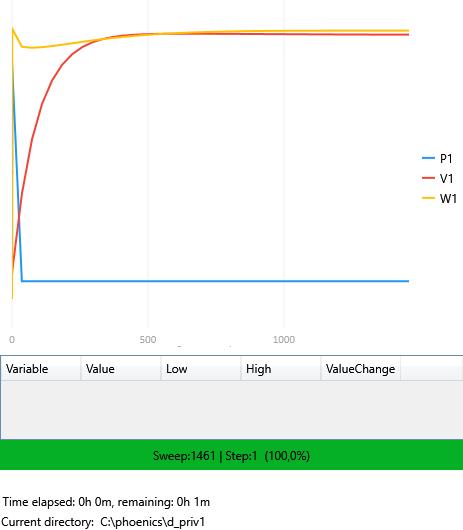 P1
V1
W1
0 500 1000
Variable Value Low High ValueChange
Sweep:1461 | Step:1 (100,0%)
Time elapsed: 0h 0m, remaining: 0h 1m
Current directory: C:\phoenics\d_priv1